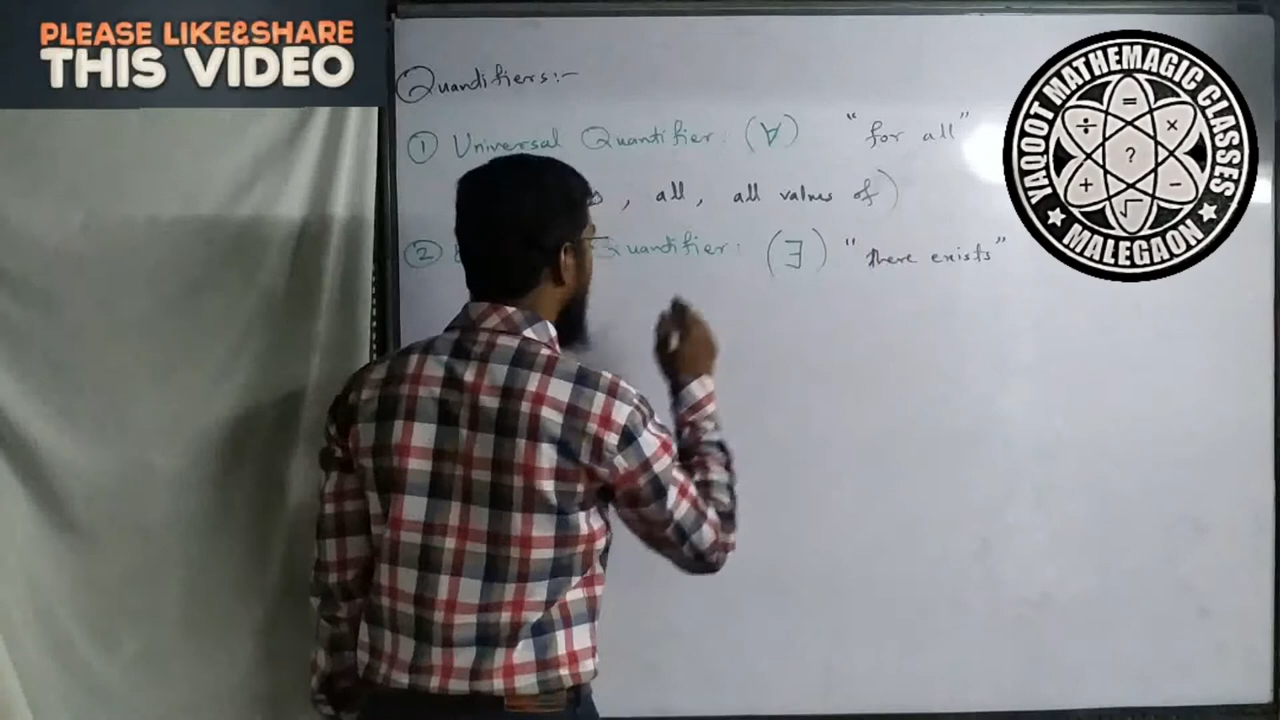 PLEASE LIKE&SHARE
THIS VIDEO
Quantifiers:-
① Universal Quantifier: (∀) "for all"
, all, all values of)
② Quantifier: (∃) "there exists"
YAQOOT MATHEMAGIC CLASSES
= ÷ × ? + − √
MALEGAON